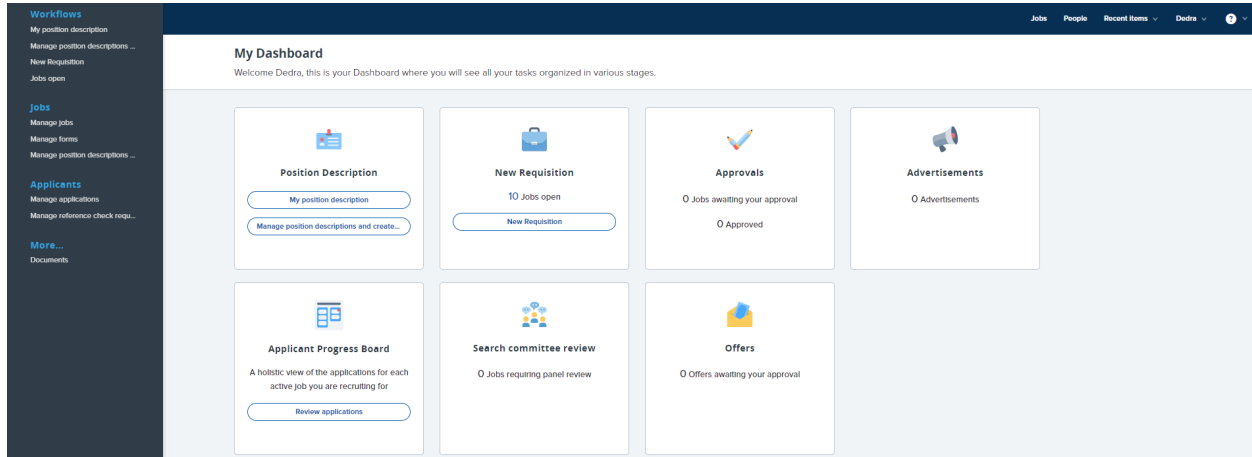 Workflows
My position description
Manage position descriptions ...
New Requisition
Jobs open
Jobs
Manage jobs
Manage forms
Manage position descriptions ...
Applicants
Manage applications
Manage reference check requ...
More...
Documents
Jobs People Recent items Dedra ?
My Dashboard
Welcome Dedra, this is your Dashboard where you will see all your tasks organized in various stages.
Position Description
My position description
Manage position descriptions and create...
New Requisition
10 Jobs open
New Requisition
Approvals
0 Jobs awaiting your approval
0 Approved
Advertisements
0 Advertisements
Applicant Progress Board
A holistic view of the applications for each
active job you are recruiting for
Review applications
Search committee review
0 Jobs requiring panel review
Offers
0 Offers awaiting your approval